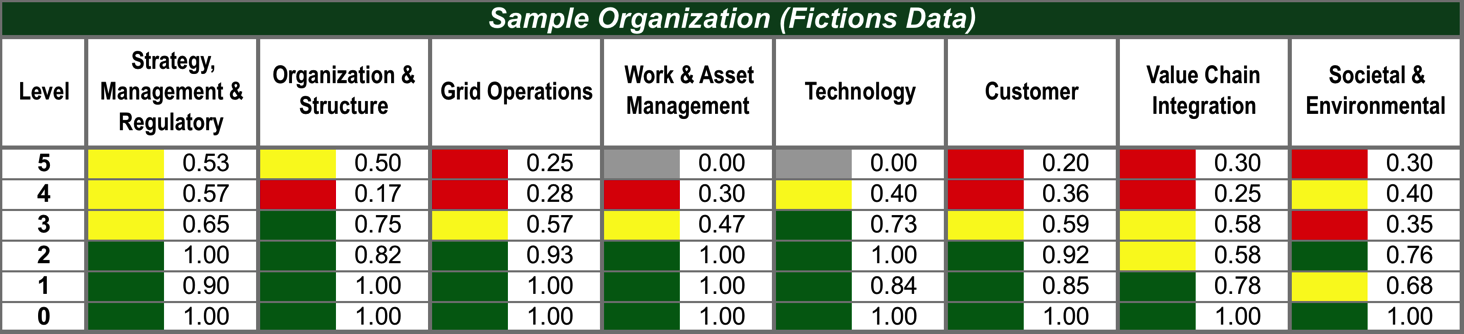 Sample Organization (Fictions Data)
Level Strategy, Management & Regulatory Organization & Structure Grid Operations Work & Asset Management Technology Customer Value Chain Integration Societal & Environmental
5 0.53 0.50 0.25 0.00 0.00 0.20 0.30 0.30
4 0.57 0.17 0.28 0.30 0.40 0.36 0.25 0.40
3 0.65 0.75 0.57 0.47 0.73 0.59 0.58 0.35
2 1.00 0.82 0.93 1.00 1.00 0.92 0.58 0.76
1 0.90 1.00 1.00 1.00 0.84 0.85 0.78 0.68
0 1.00 1.00 1.00 1.00 1.00 1.00 1.00 1.00